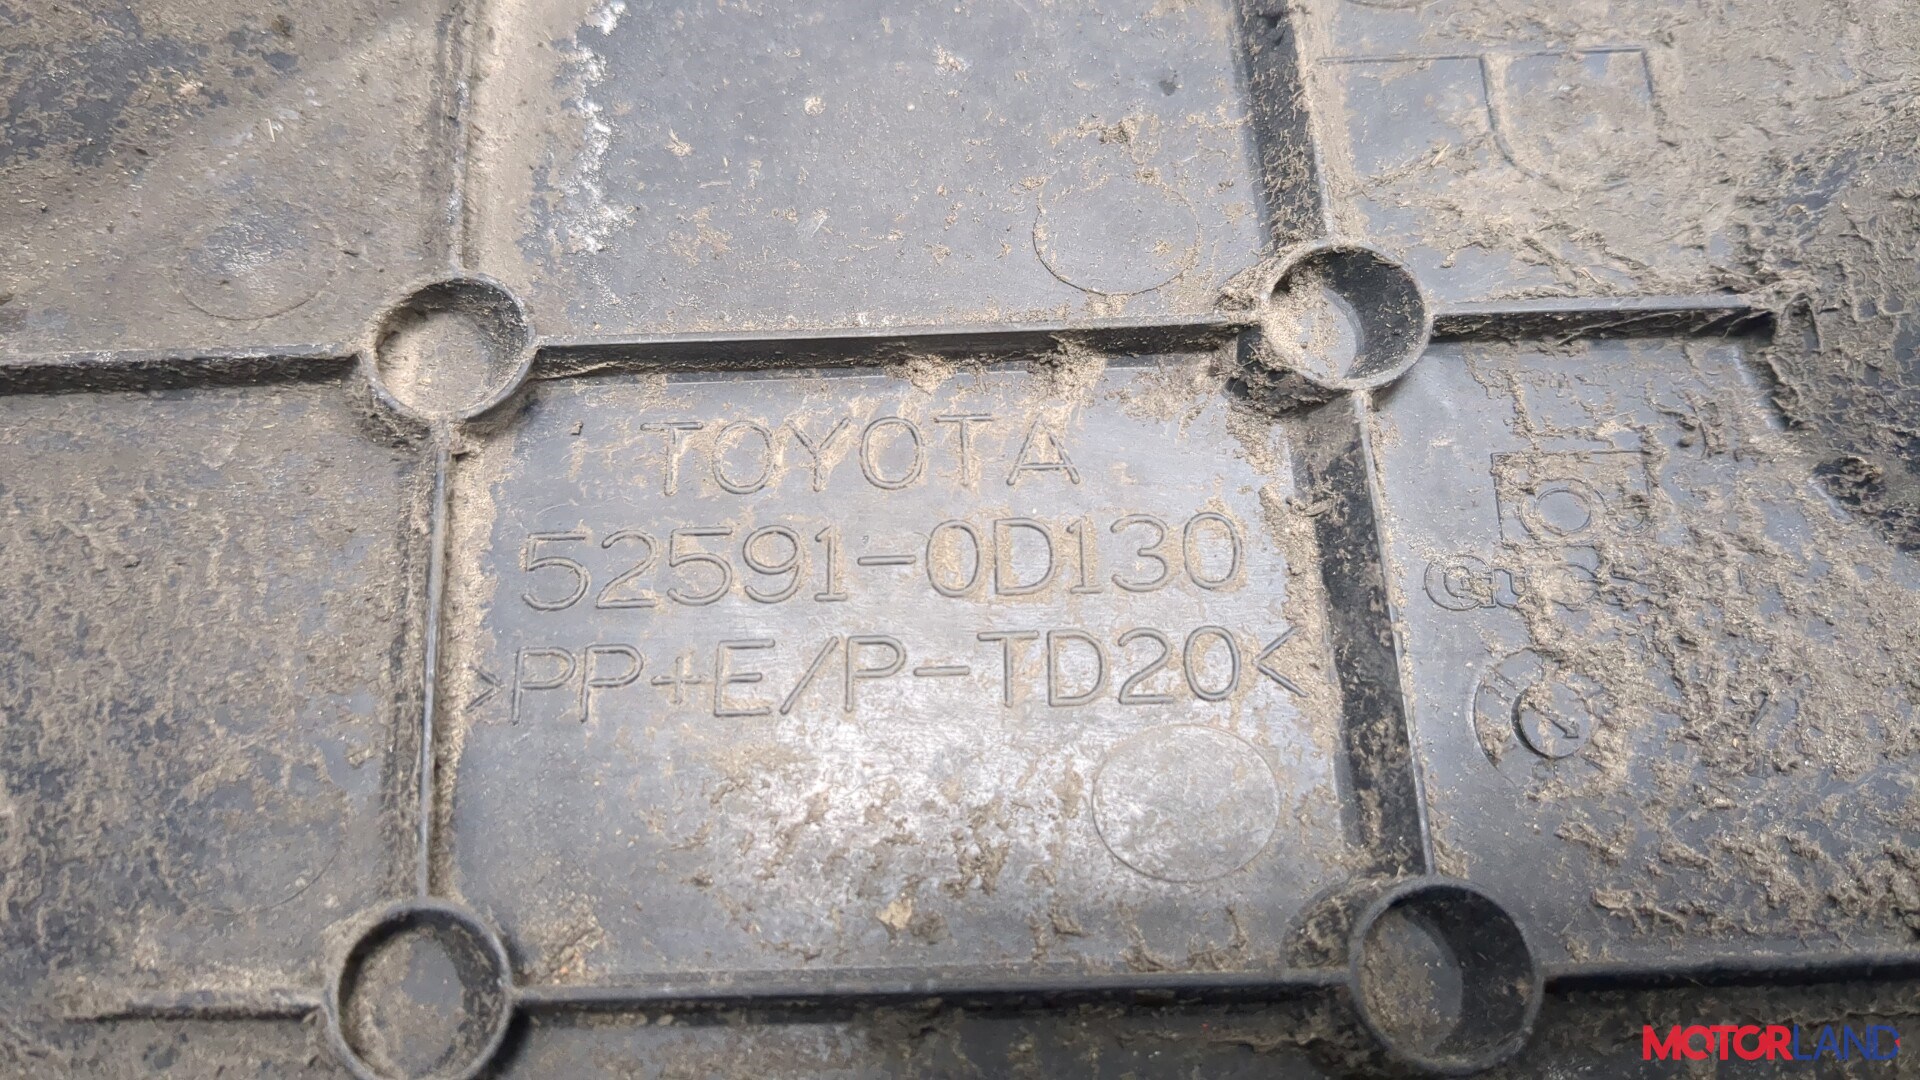 TOYOTA
52591-0D130
>PP+E/P-TD20<
MOTORLAND